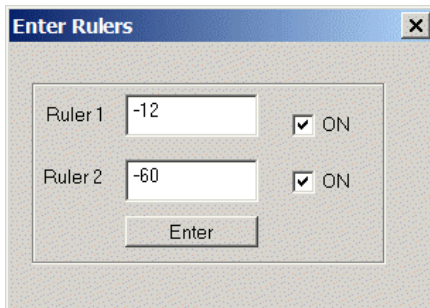 Enter Rulers
Ruler 1 -12 ON
Ruler 2 -60 ON
Enter